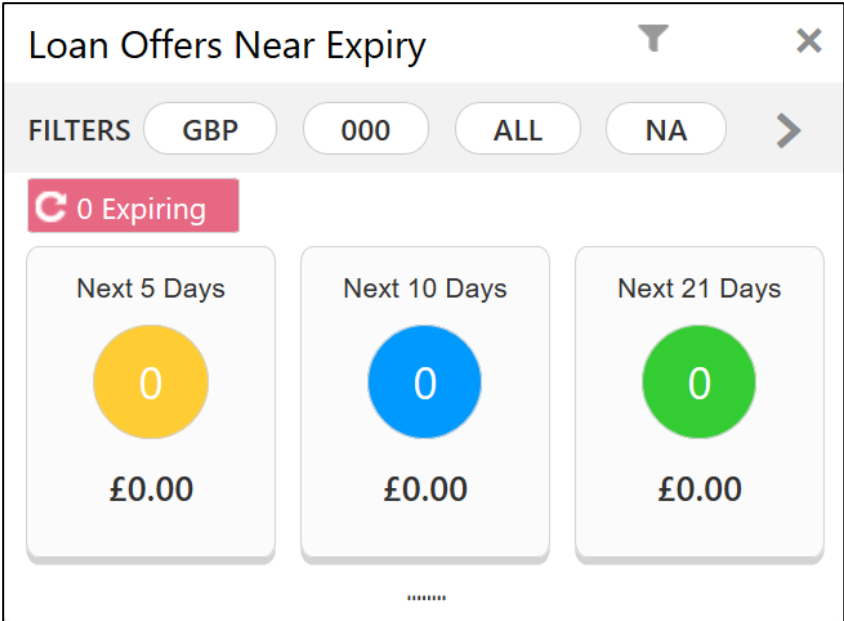 Loan Offers Near Expiry
FILTERS GBP 000 ALL NA
0 Expiring
Next 5 Days Next 10 Days Next 21 Days
0 0 0
£0.00 £0.00 £0.00